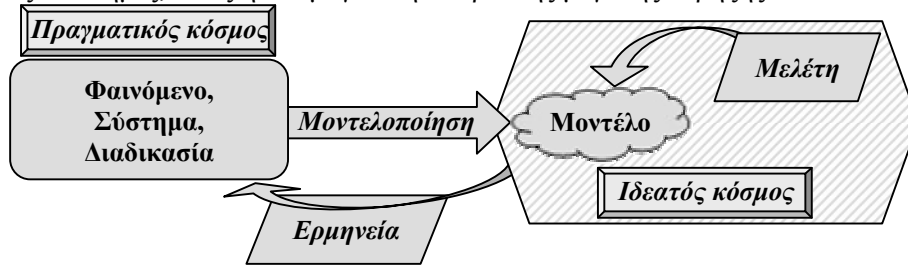 Πραγματικός κόσμος
Φαινόμενο,
Σύστημα,
Διαδικασία
Μοντελοποίηση
Μοντέλο
Μελέτη
Ιδεατός κόσμος
Ερμηνεία